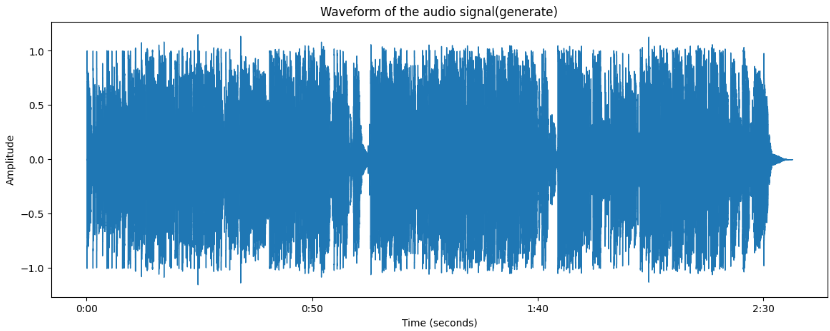 Waveform of the audio signal(generate)
1.0
0.5
0.0
−0.5
−1.0
Amplitude
0:00 0:50 1:40 2:30
Time (seconds)